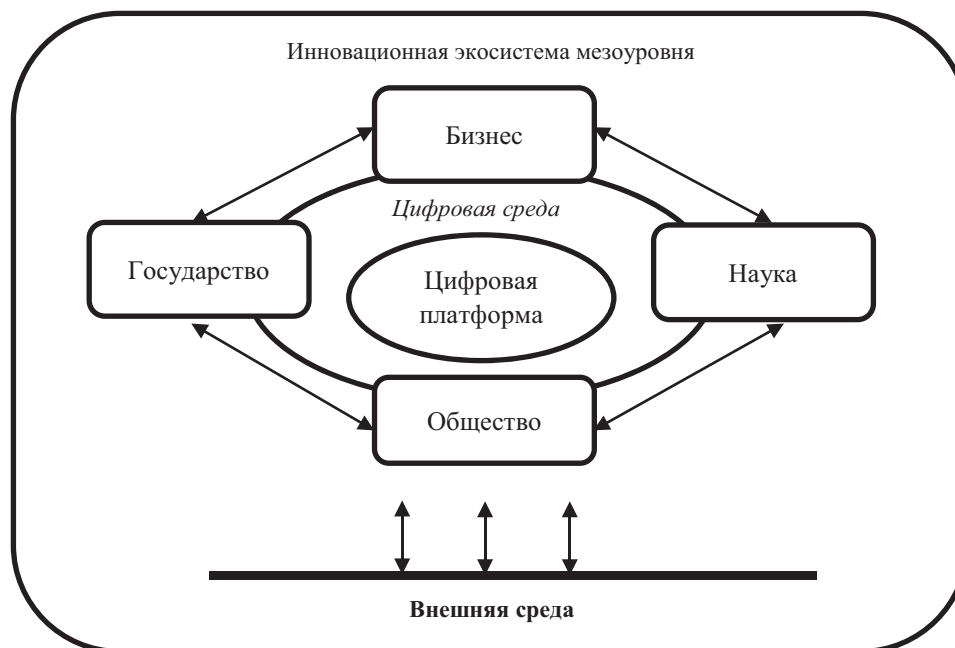 Инновационная экосистема мезоуровня
Бизнес
Цифровая среда
Государство
Цифровая
платформа
Наука
Общество
Внешняя среда